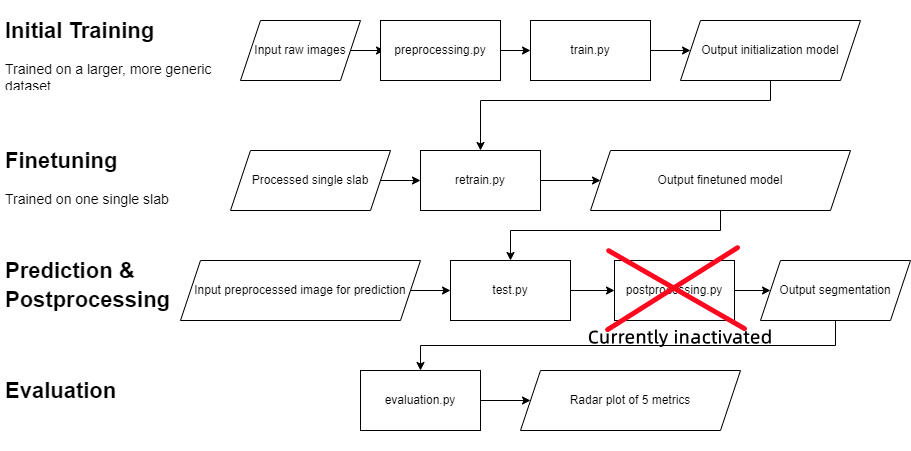 Initial Training
Trained on a larger, more generic
dataset
Input raw images
preprocessing.py
train.py
Output initialization model
Finetuning
Trained on one single slab
Processed single slab
retrain.py
Output finetuned model
Prediction &
Postprocessing
Input preprocessed image for prediction
test.py
postprocessing.py
Output segmentation
Currently inactivated
Evaluation
evaluation.py
Radar plot of 5 metrics